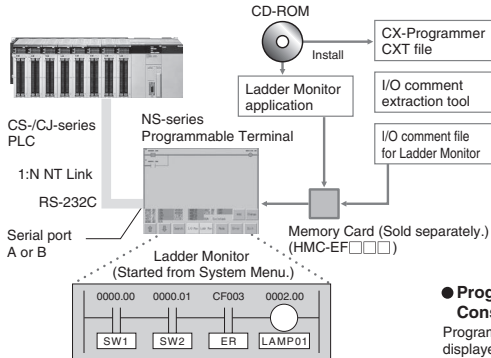 CD-ROM
Install
CX-Programmer
CXT file
Ladder Monitor
application
I/O comment
extraction tool
I/O comment file
for Ladder Monitor
CS-/CJ-series
PLC
NS-series
Programmable Terminal
1:N NT Link
RS-232C
Serial port
A or B
Memory Card (Sold separately.)
(HMC-EF□□□)
Ladder Monitor
(Started from System Menu.)
0000.00 0000.01 CF003 0002.00
SW1 SW2 ER LAMP01
● Prog
Cons
Program
displaye